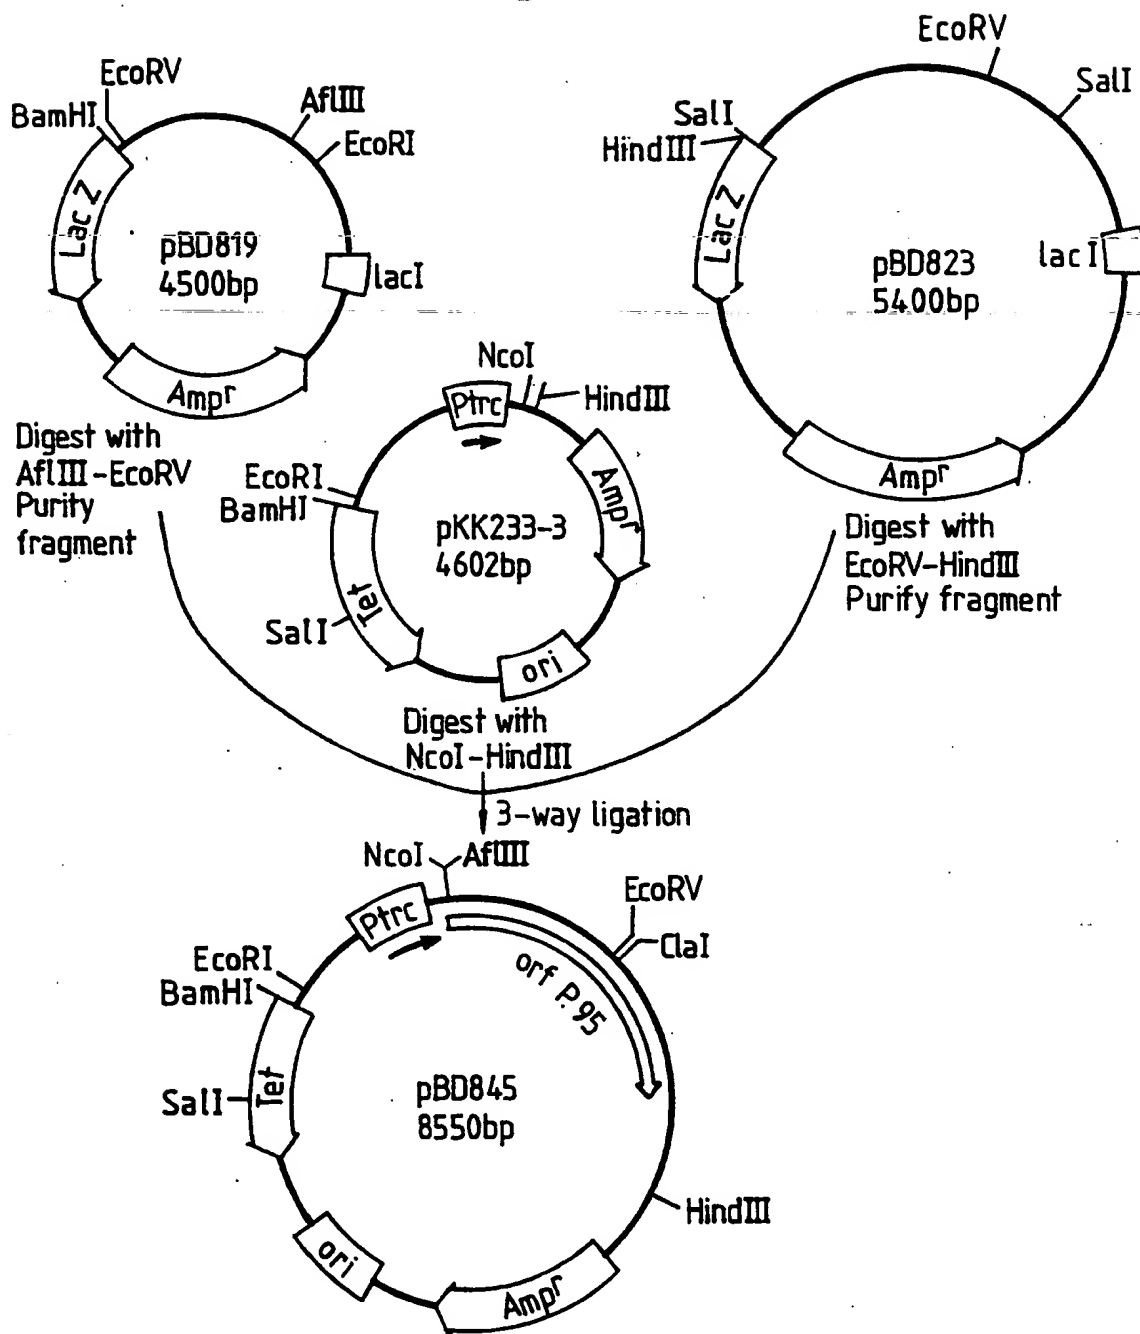 EcoRV
BamHI
AflIII
EcoRI
Lac Z
pBD819
4500bp
lacI
Ampr
Digest with
AflIII-EcoRV
Purity
fragment
EcoRV
SalI
SalI
HindIII
Lac Z
pBD823
5400bp
lac I
Ampr
Digest with
EcoRV-HindIII
Purify fragment
NcoI
Ptrc
HindIII
EcoRI
BamHI
Ampr
pKK233-3
4602bp
Tet
SalI
ori
Digest with
NcoI-HindIII
3-way ligation
NcoI
AflIII
Ptrc
EcoRV
ClaI
EcoRI
BamHI
orf P.95
Tet
SalI
pBD845
8550bp
HindIII
ori
Ampr